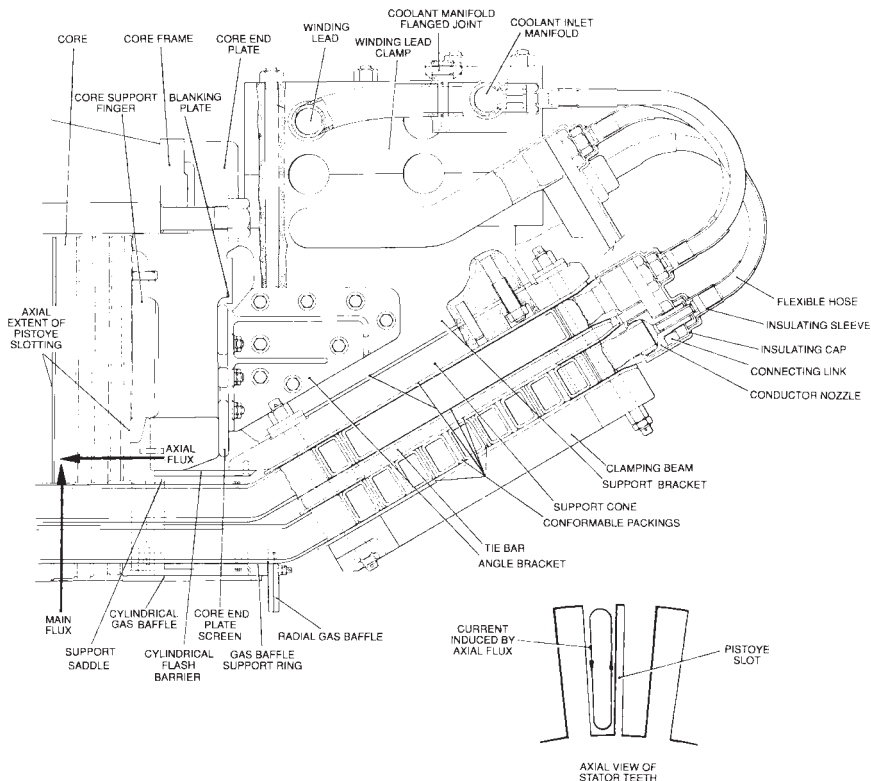 CORE
CORE FRAME
CORE END
PLATE
WINDING
LEAD
WINDING LEAD
CLAMP
COOLANT MANIFOLD
FLANGED JOINT
COOLANT INLET
MANIFOLD
CORE SUPPORT
FINGER
BLANKING
PLATE
AXIAL
EXTENT OF
PISTOYE
SLOTTING
AXIAL
FLUX
FLEXIBLE HOSE
INSULATING SLEEVE
INSULATING CAP
CONNECTING LINK
CONDUCTOR NOZZLE
CLAMPING BEAM
SUPPORT BRACKET
SUPPORT CONE
CONFORMABLE PACKINGS
TIE BAR
ANGLE BRACKET
MAIN
FLUX
CYLINDRICAL
GAS BAFFLE
CORE END
PLATE
SCREEN
RADIAL GAS BAFFLE
SUPPORT
SADDLE
CYLINDRICAL
FLASH
BARRIER
GAS BAFFLE
SUPPORT RING
CURRENT
INDUCED BY
AXIAL FLUX
PISTOYE
SLOT
AXIAL VIEW OF
STATOR TEETH